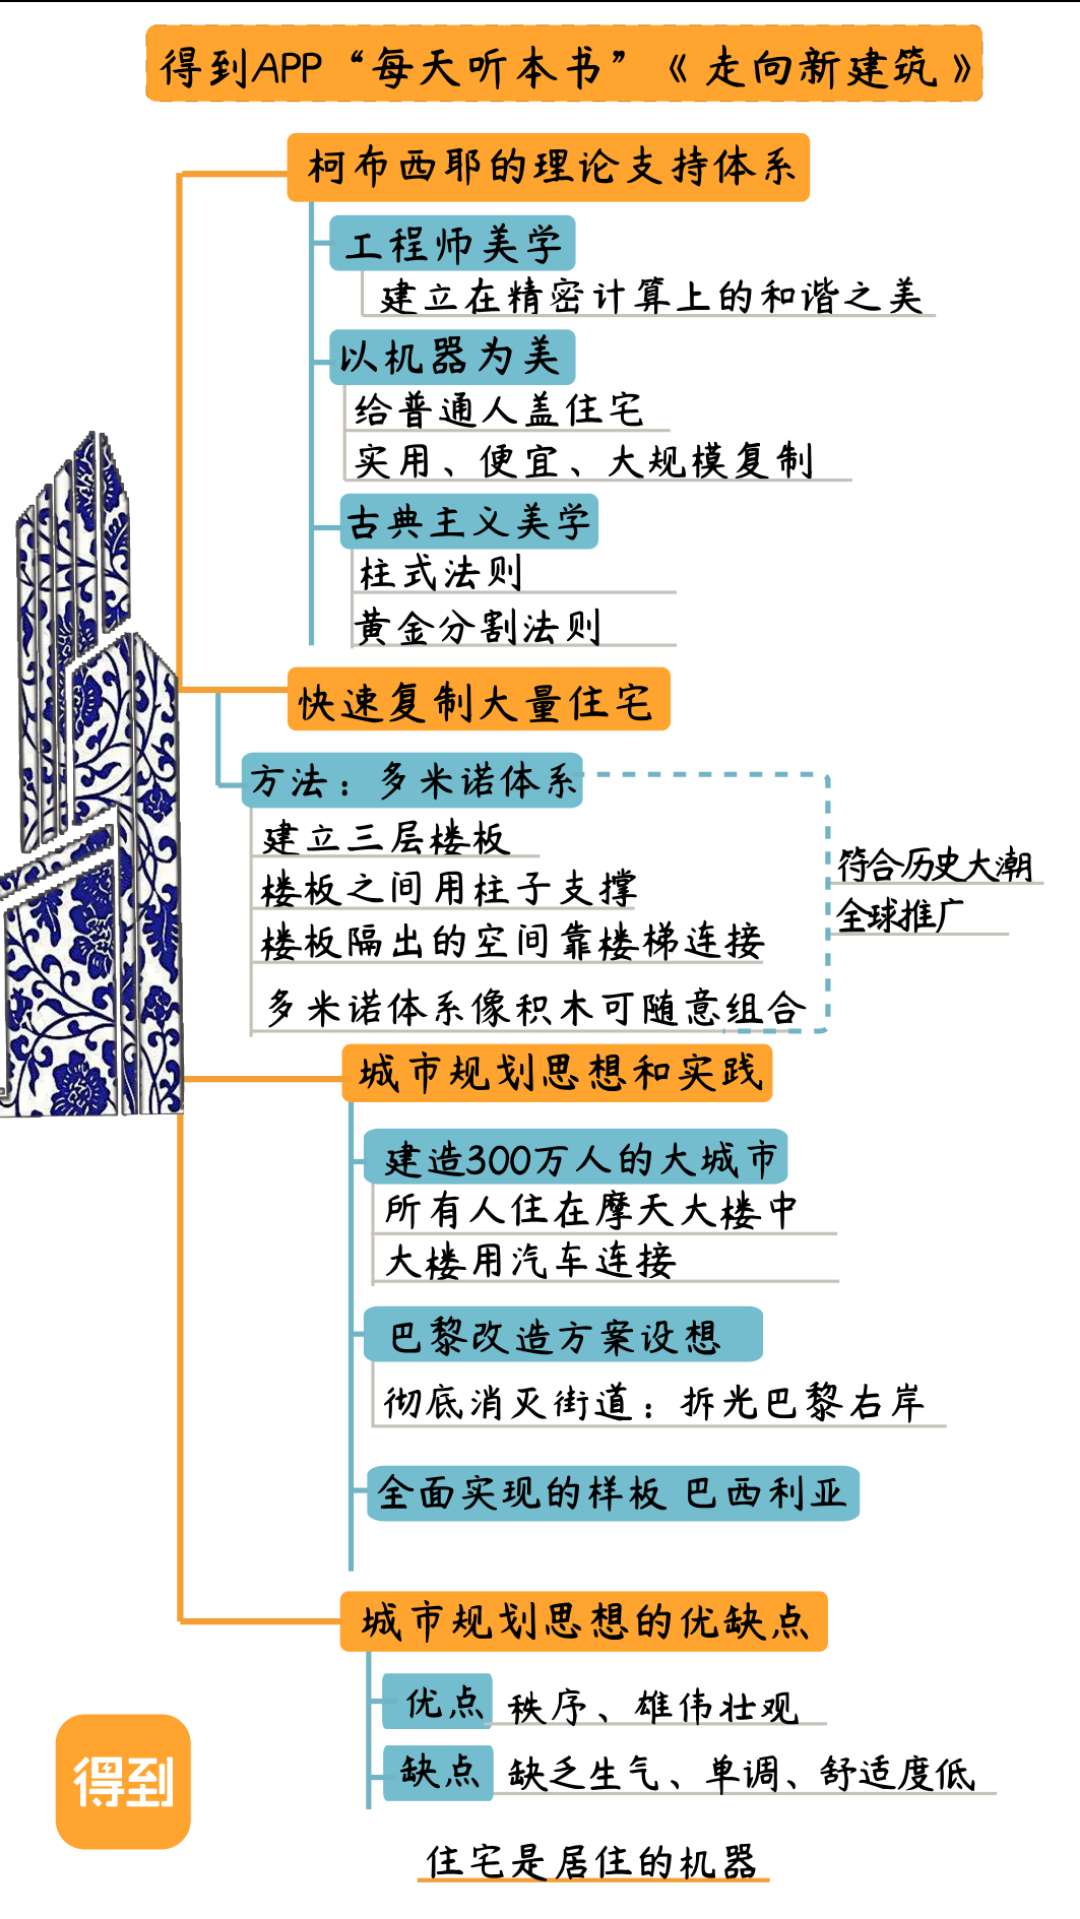 得到APP“每天听本书”《走向新建筑》
柯布西耶的理论支持体系
工程师美学
建立在精密计算上的和谐之美
以机器为美
给普通人盖住宅
实用、便宜、大规模复制
古典主义美学
柱式法则
黄金分割法则
快速复制大量住宅
方法：多米诺体系
建立三层楼板
楼板之间用柱子支撑
楼板隔出的空间靠楼梯连接
多米诺体系像积木可随意组合
符合历史大潮
全球推广
城市规划思想和实践
建造300万人的大城市
所有人住在摩天大楼中
大楼用汽车连接
巴黎改造方案设想
彻底消灭街道：拆光巴黎右岸
全面实现的样板 巴西利亚
城市规划思想的优缺点
优点 秩序、雄伟壮观
缺点 缺乏生气、单调、舒适度低
得到
住宅是居住的机器